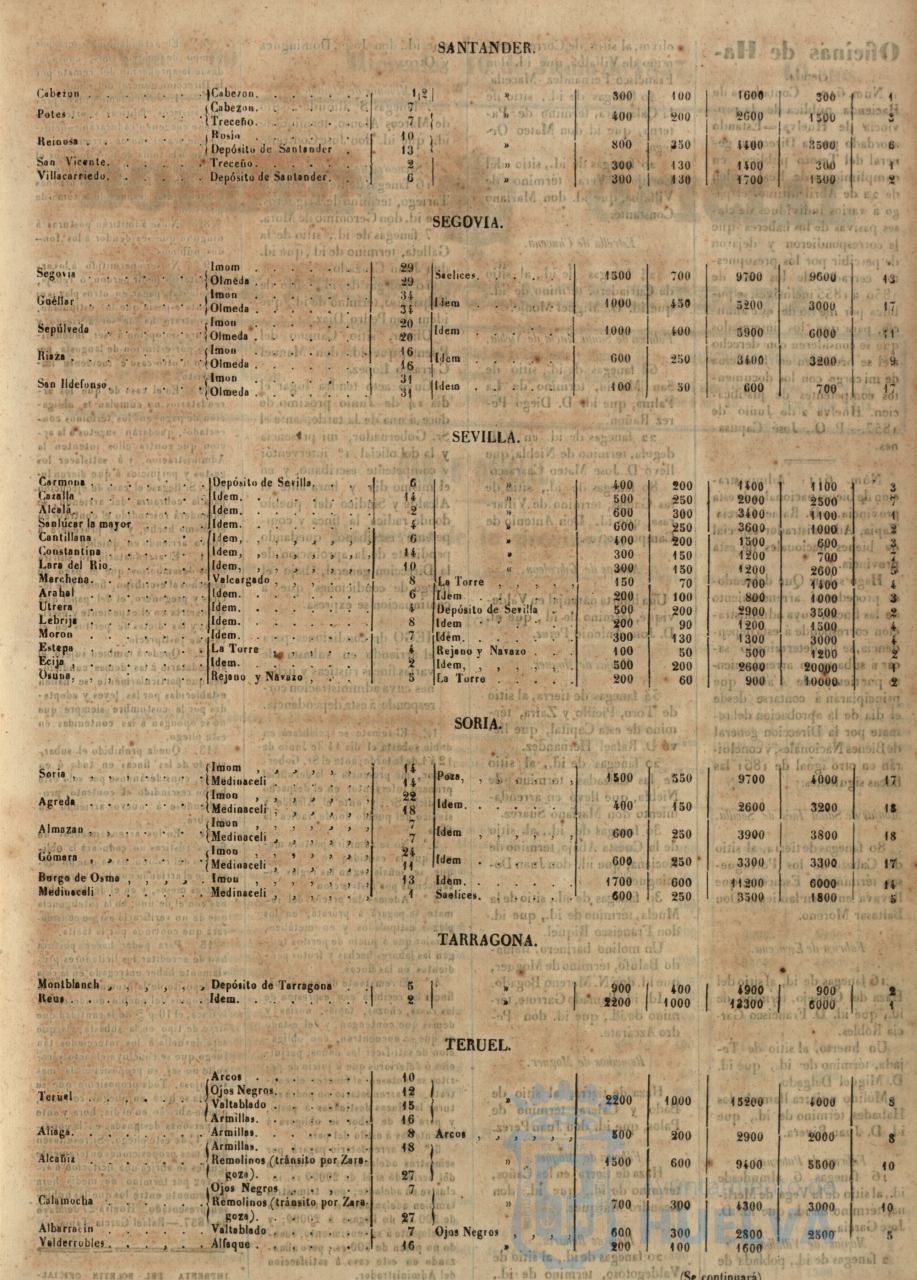 SANTANDER.
Cabezon Cabezon. 1/2 » 300 100 1600 300 1
Potes Cabezon. 7 » 400 200 2600 1500 3
Treceño. 7
Reinosa Rosio 10 » 800 350 4400 3500 6
Depósito de Santander 13
San Vicente. Treceño. 2 » 300 130 1400 300 1
Villacarriedo. Depósito de Santander. 6 » 300 130 1700 1500 2
SEGOVIA.
Segovia Imom 29 Saelices. 1500 700 9700 9600 13
Olmeda 29
Cuéllar Imon 34 Idem 1000 450 5200 3000 17
Olmeda 34
Sepúlveda Imon 20 Idem 1000 400 3900 6000 11
Olmeda 20
Riaza Imon 16 Idem 600 250 3400 3200 9
Olmeda 16
San Ildefonso. Imon 31 Idem 100 50 600 700 17
Olmeda 31
SEVILLA.
Carmona Depósito de Sevilla. 6 » 400 200 1400 1100 3
Cazalla Idem. 14 » 500 250 2000 2500 7
Alcalá Idem. 2 » 600 300 3400 1100 1
Sanlúcar la mayor Idem. 4 » 600 250 3600 1000 2
Cantillana Idem, 6 » 400 200 1500 600 3
Constantina Idem, 14 » 300 150 1200 700 7
Lora del Rio Idem, 10 » 300 150 1200 2600 5
Marchena. Valcargado 8 La Torre 150 70 700 1400 4
Arahal Idem. 6 Idem 200 100 800 1000 3
Utrera Idem. 4 Depósito de Sevilla 500 200 2900 3500 2
Lebrija Idem. 8 Idem 200 90 1200 1500 4
Moron Idem. 7 Idem. 300 130 1300 3000 4
Estepa La Torre 4 Rejano y Navazo 100 50 500 1200 2
Ecija Idem. 2 Idem, 500 200 2600 20000 1
Osuna, Rejano y Navazo 5 La Torre 200 60 900 10000 2
SORIA.
Soria Imom 14 Poza, 1500 550 9700 4000 17
Medinaceli 14
Agreda Imon 22 Idem. 400 150 2600 3200 18
Medinaceli 18
Almazan Imon 7 Idem 600 250 3900 3800 18
Medinaceli 7
Gómara Imon 24 Idem 600 250 3300 3300 17
Medinaceli 11
Burgo de Osma Imon 13 Idem. 1700 600 11200 6000 14
Medinaceli Medinaceli 1 Saelices. 600 250 3500 1800 5
TARRAGONA.
Montblanch Depósito de Tarragona 5 » 900 400 4900 900 2
Reus Idem. 2 » 2200 1000 13300 6000 1
TERUEL.
Arcos 10
Teruel Ojos Negros. 12 » 2200 1000 15200 4000 8
Valtablado 15
Armillas 16
Aliaga. Armillas. 8 Arcos 500 200 2900 2000 8
Armillas. 18
Alcañiz Remolinos (tránsito por Zara- » 1500 600 9400 5500 10
goza). 27
Ojos Negros 7
Calamocha Remolinos (tránsito por Zara- » 700 300 4300 3000 10
goza). 27
Albarracin Valtablado 7 Ojos Negros 600 300 2800 2500 5
Valderrobles Alfaque 16 » 200 100 1600
(Se continuará)
HUELVA